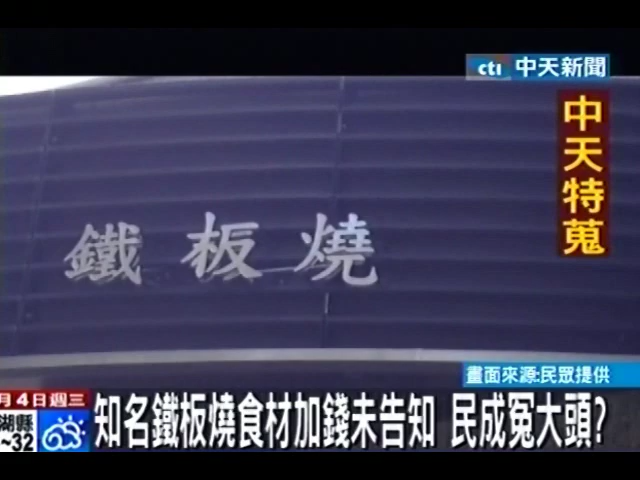 cti 中天新聞
中天特蒐
鐵板燒
畫面來源:民眾提供
月4日週三
湖縣
~32
知名鐵板燒食材加錢未告知 民成冤大頭?